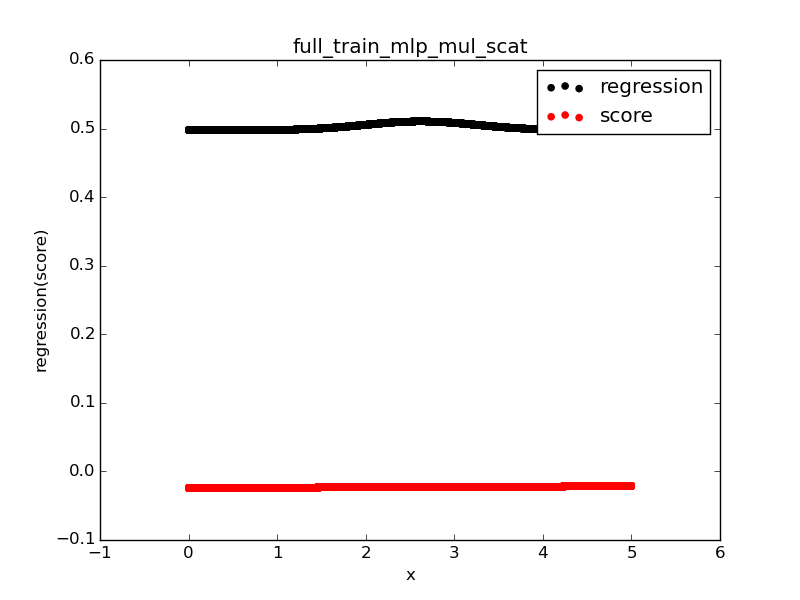 full_train_mlp_mul_scat
regression
score
regression(score)
0.6
0.5
0.4
0.3
0.2
0.1
0.0
−0.1
−1 0 1 2 3 4 5 6
x